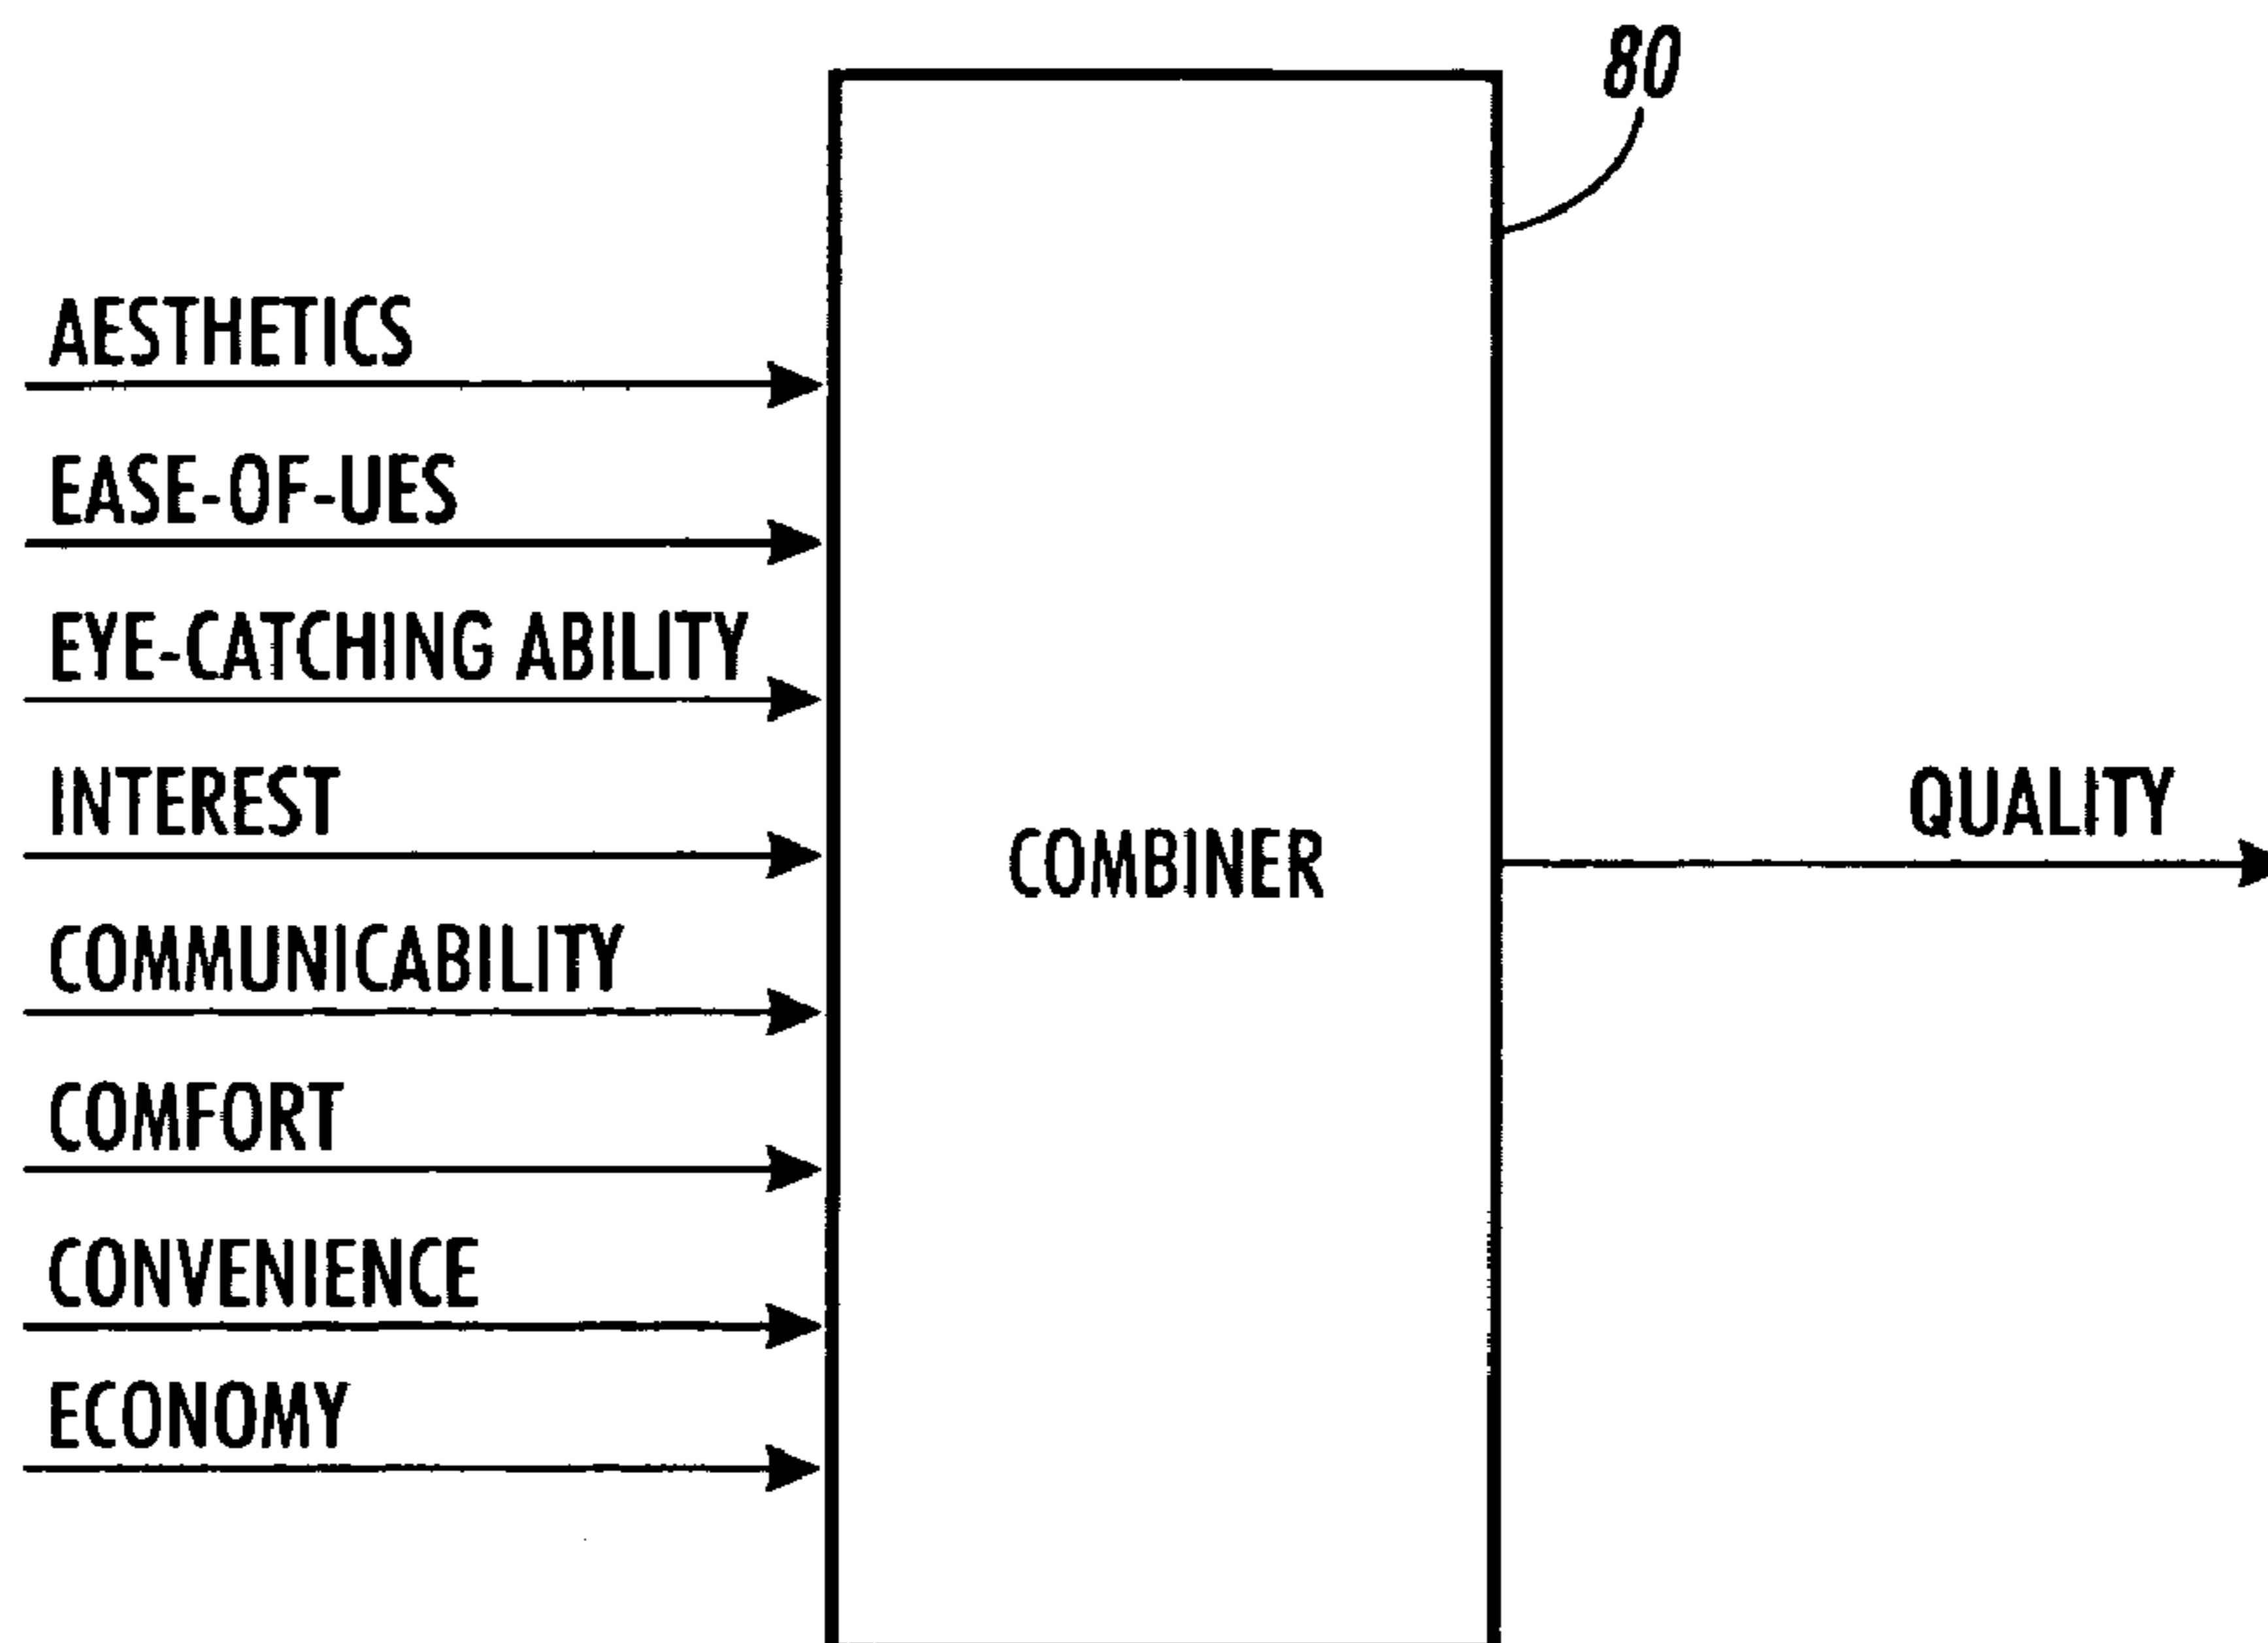 80
AESTHETICS
EASE-OF-UES
EYE-CATCHING ABILITY
INTEREST
COMMUNICABILITY
COMFORT
CONVENIENCE
ECONOMY
COMBINER
QUALITY